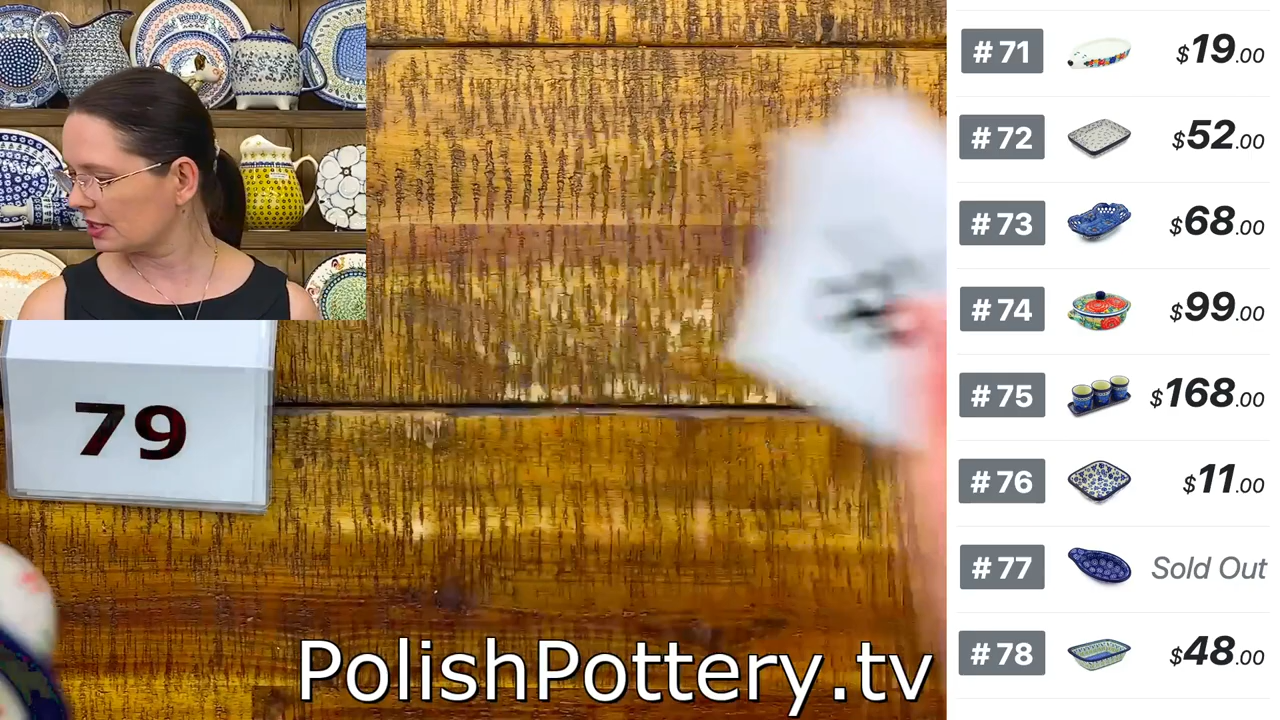 79
PolishPottery.tv
# 71 $19.00
# 72 $52.00
# 73 $68.00
# 74 $99.00
# 75 $168.00
# 76 $11.00
# 77 Sold Out
# 78 $48.00